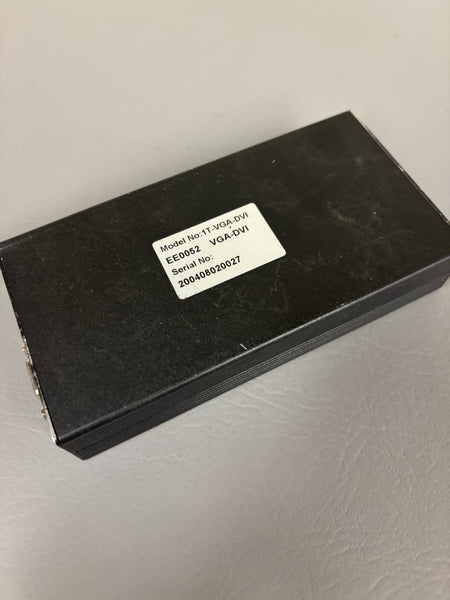 Model No:1T-VGA-DVI
EE0052 VGA-DVI
Serial No:
200408020027